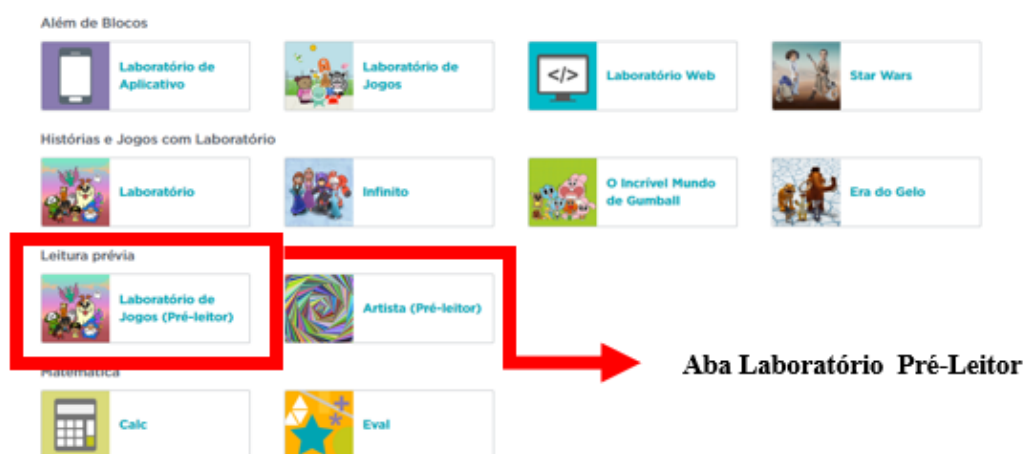 Além de Blocos
Laboratório de
Aplicativo
Laboratório de
Jogos
</>
Laboratório Web
Star Wars
Histórias e Jogos com Laboratório
Laboratório
Infinito
O Incrível Mundo
de Gumball
Era do Gelo
Leitura prévia
Laboratório de
Jogos (Pré-leitor)
Artista (Pré-leitor)
Aba Laboratório Pré-Leitor
Matemática
Calc
Eval